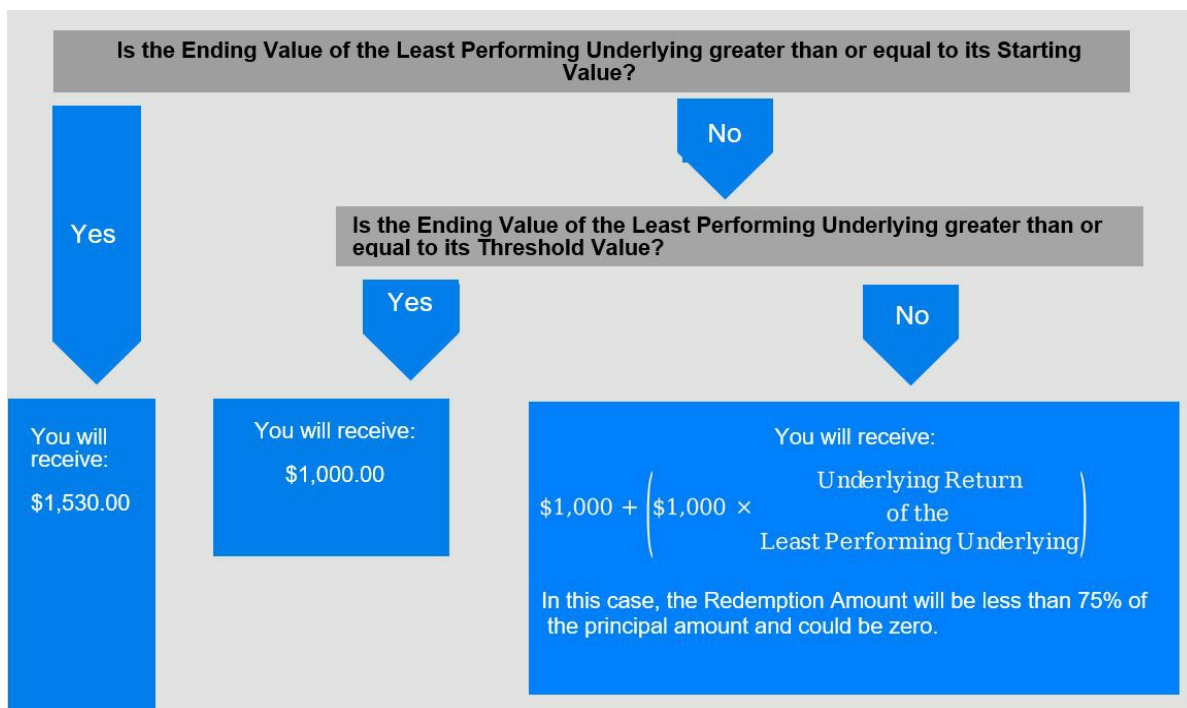 Is the Ending Value of the Least Performing Underlying greater than or equal to its Starting
Value?
No
Yes
Is the Ending Value of the Least Performing Underlying greater than or
equal to its Threshold Value?
Yes
No
You will
receive:
$1,530.00
You will receive:
$1,000.00
You will receive:
Underlying Return
$1,000 + ($1,000 × of the
Least Performing Underlying)
In this case, the Redemption Amount will be less than 75% of
the principal amount and could be zero.